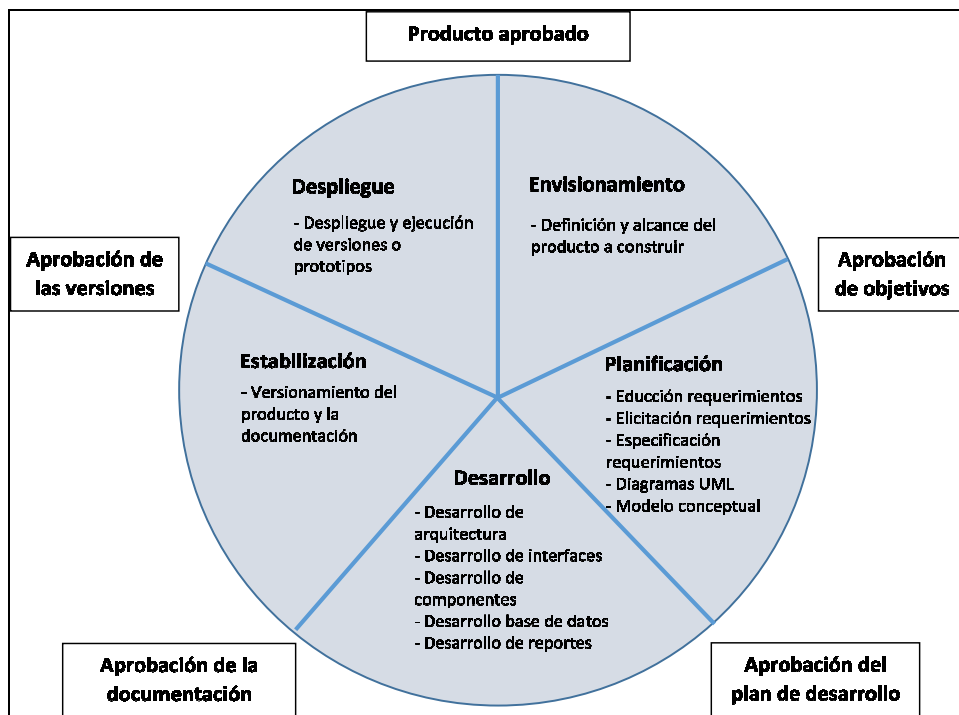 Producto aprobado
Despliegue
- Despliegue y ejecución
de versiones o
prototipos
Envisionamiento
- Definición y alcance del
producto a construir
Aprobación de
las versiones
Aprobación
de objetivos
Estabilización
- Versionamiento del
producto y la
documentación
Planificación
- Educción requerimientos
- Elicitación requerimientos
- Especificación
requerimientos
- Diagramas UML
- Modelo conceptual
Desarrollo
- Desarrollo de
arquitectura
- Desarrollo de interfaces
- Desarrollo de
componentes
- Desarrollo base de datos
- Desarrollo de reportes
Aprobación de la
documentación
Aprobación del
plan de desarrollo